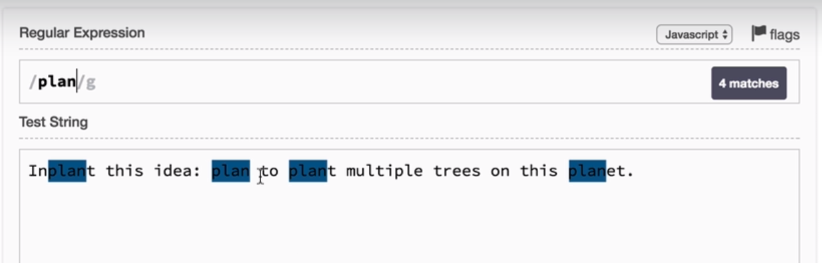 Regular Expression
Javascript flags
/plan/g
4 matches
Test String
Inplant this idea: plan to plant multiple trees on this planet.